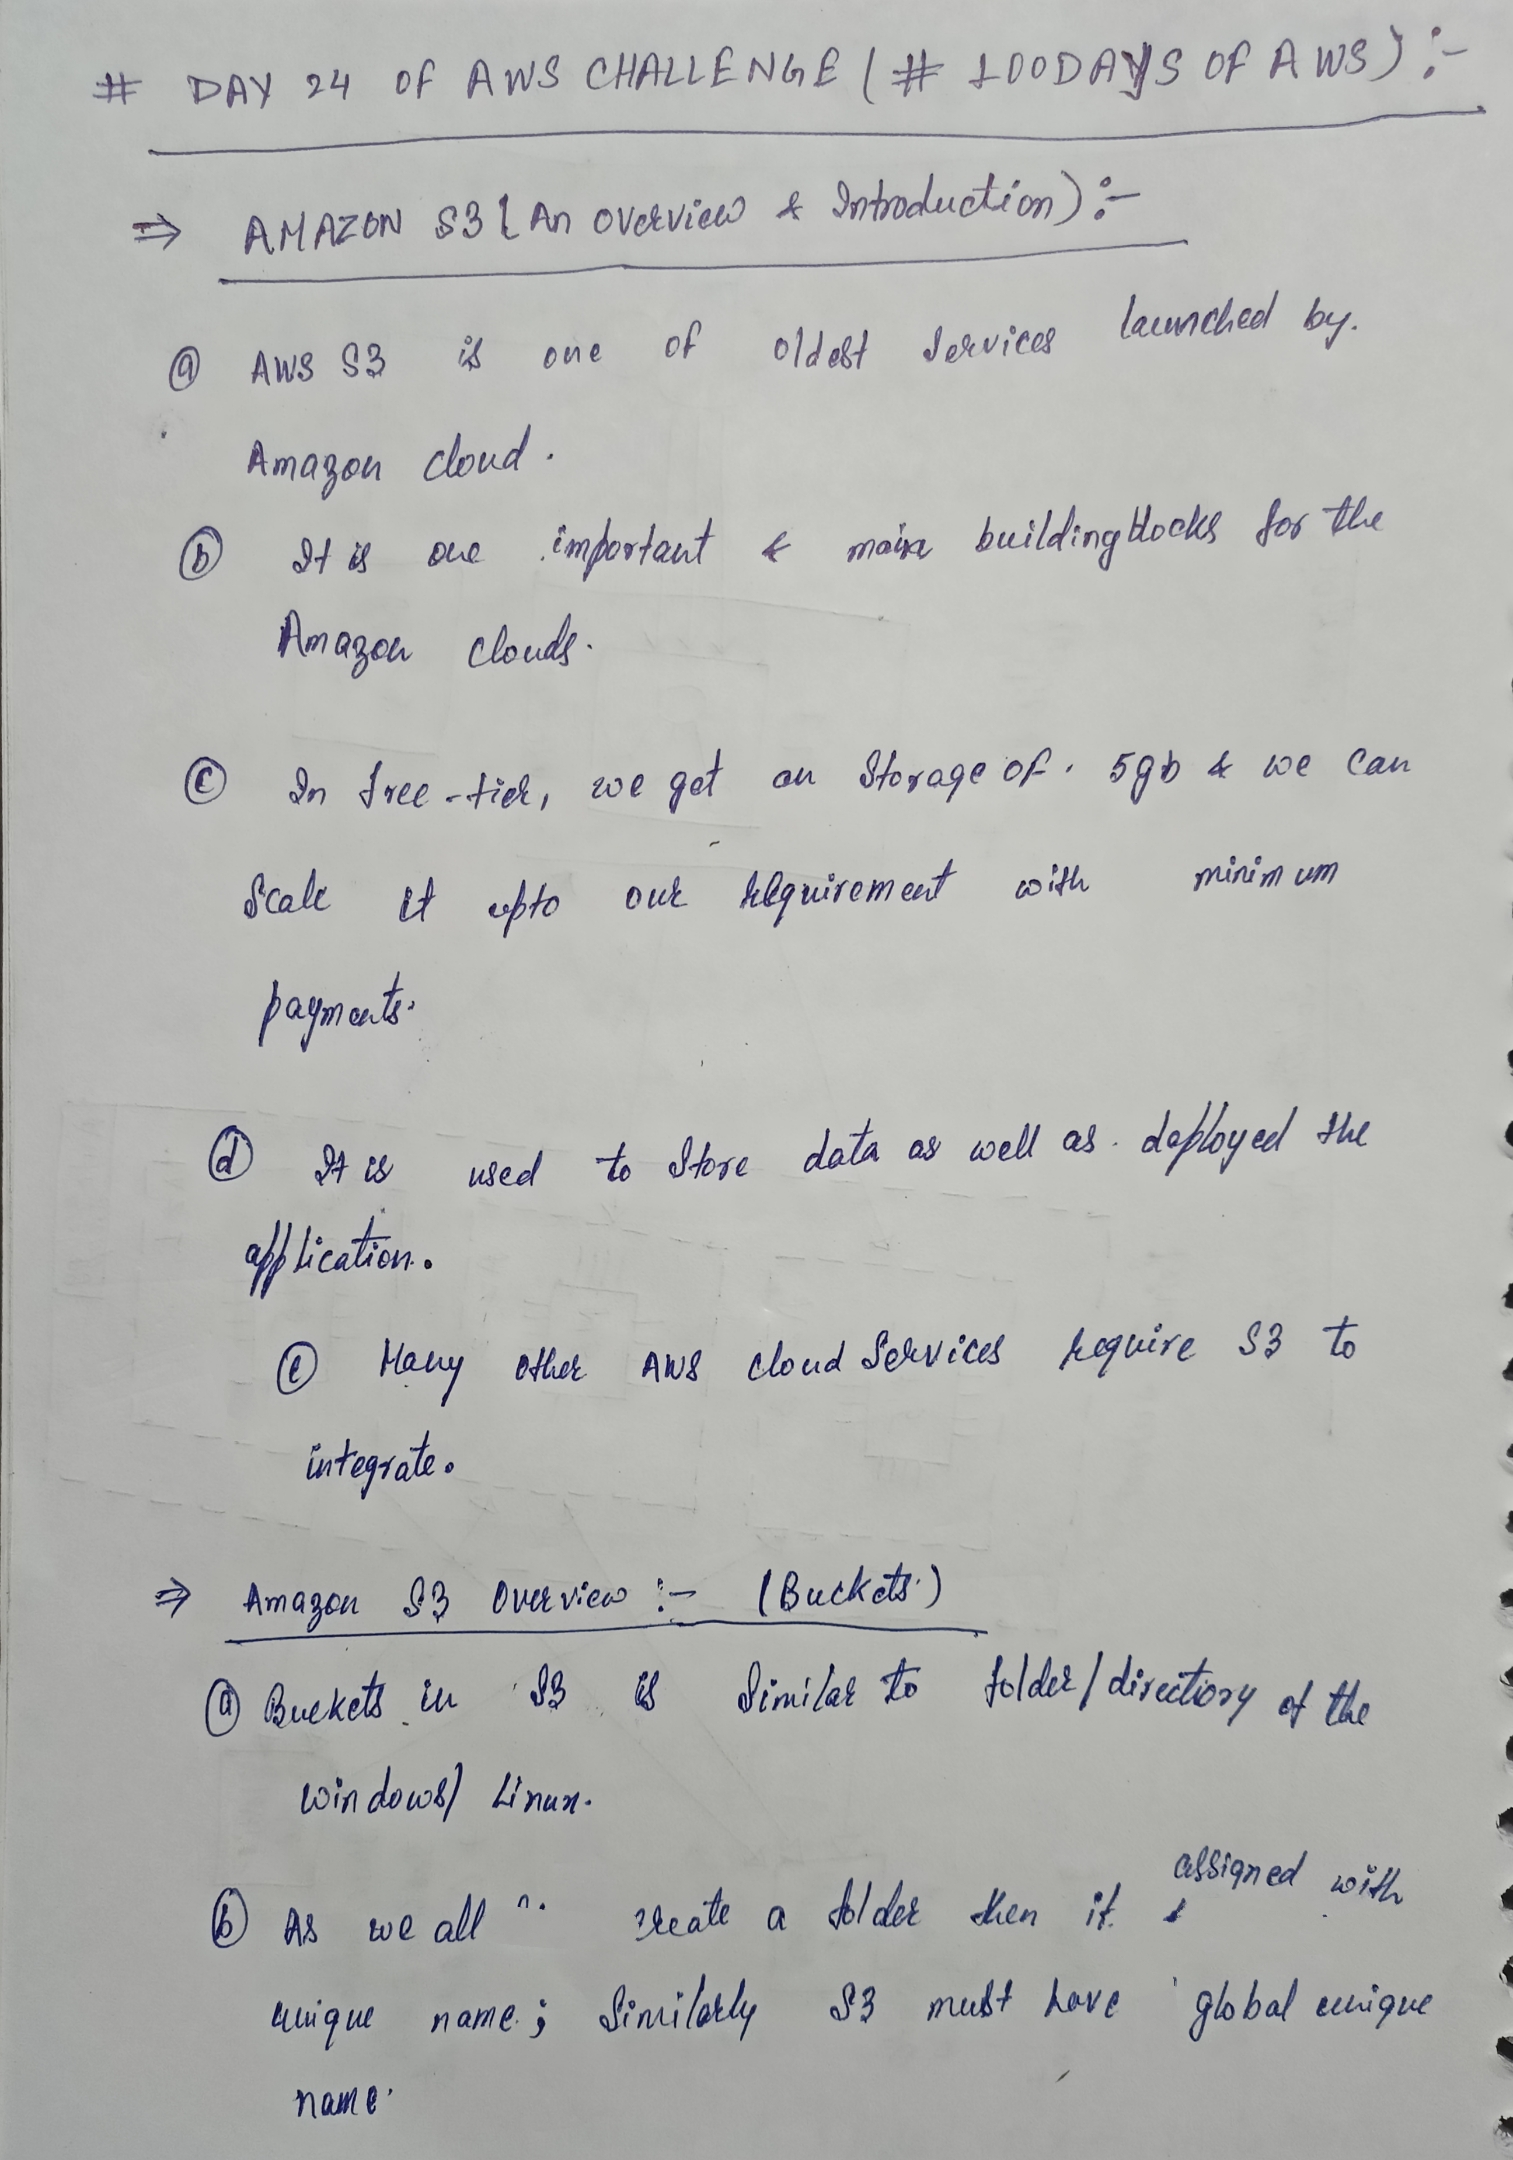 # DAY 24 OF AWS CHALLENGE (# 100DAYS OF AWS) :-
⇒ AMAZON S3 (An overview & Introduction) :-
ⓐ AWS S3 is one of oldest services launched by.
Amazon cloud.
ⓑ It is one important & main buildingblocks for the
Amazon clouds.
ⓒ In free-tier, we get an storage of 5gb & we can
scale it upto our requirement with minimum
payments.
ⓓ It is used to store data as well as deployed the
application.
ⓔ Many other AWS cloud services require S3 to
integrate.
⇒ Amazon S3 Overview :- (Buckets)
ⓐ Buckets in S3 is similar to folder/directiory of the
windows/ Linux.
ⓑ As we all create a folder then it assigned with
unique name; similarly S3 must have global unique
name.